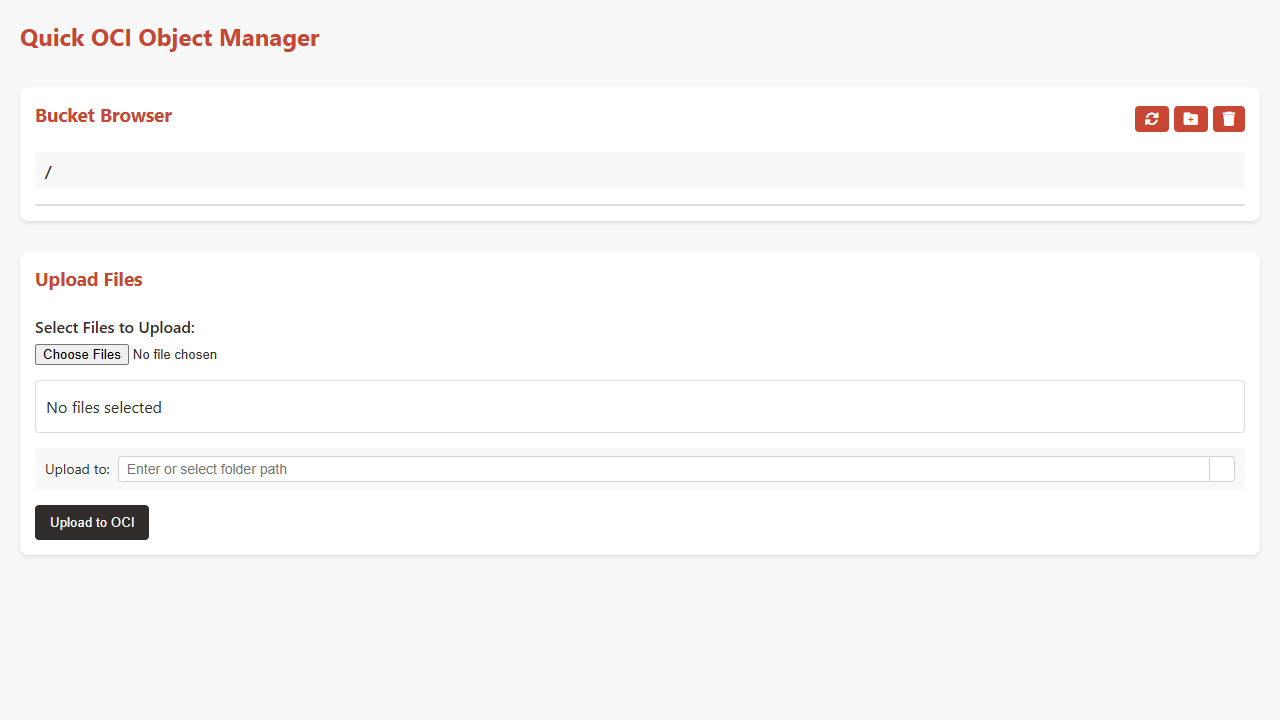 Quick OCI Object Manager
Bucket Browser
/
Upload Files
Select Files to Upload:
Choose Files No file chosen
No files selected
Upload to: Enter or select folder path
Upload to OCI